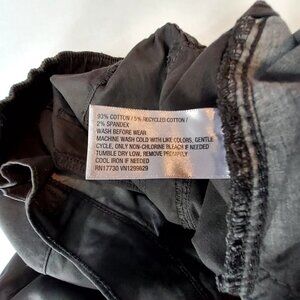 93% COTTON / 5% RECYCLED COTTON /
2% SPANDEX
WASH BEFORE WEAR
MACHINE WASH COLD WITH LIKE COLORS, GENTLE
CYCLE, ONLY NON-CHLORINE BLEACH IF NEEDED
TUMBLE DRY LOW, REMOVE PROMPTLY
COOL IRON IF NEEDED
RN17730 VN1299629